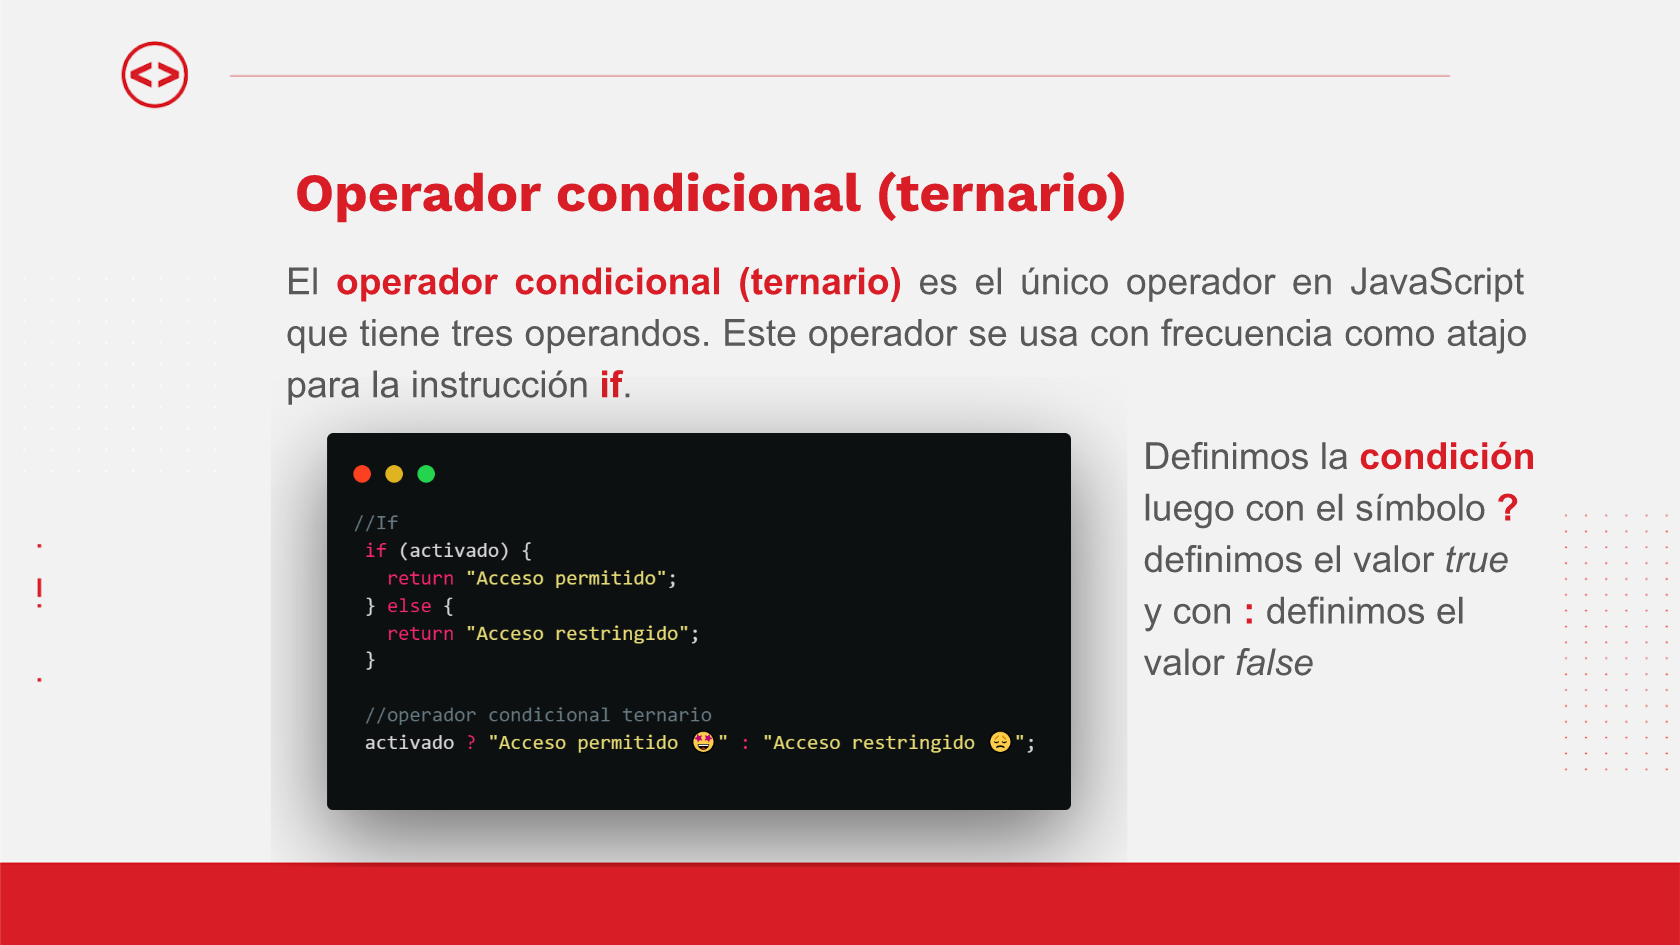 <>
Operador condicional (ternario)
El operador condicional (ternario) es el único operador en JavaScript
que tiene tres operandos. Este operador se usa con frecuencia como atajo
para la instrucción if.
//If
if (activado) {
return "Acceso permitido";
} else {
return "Acceso restringido";
}
//operador condicional ternario
activado ? "Acceso permitido 🤩" : "Acceso restringido 😞";
Definimos la condición
luego con el símbolo ?
definimos el valor true
y con : definimos el
valor false